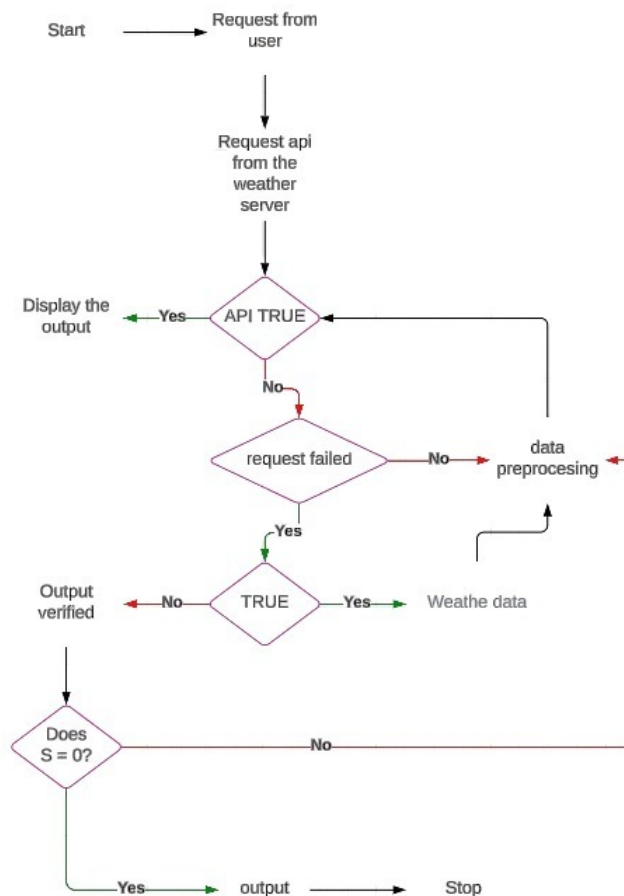 Start
Request from
user
Request api
from the
weather
server
Display the
output
Yes
API TRUE
No
request failed
No
data
preprocesing
Yes
Output
verified
No
TRUE
Yes
Weathe data
Does
S = 0?
No
Yes
output
Stop